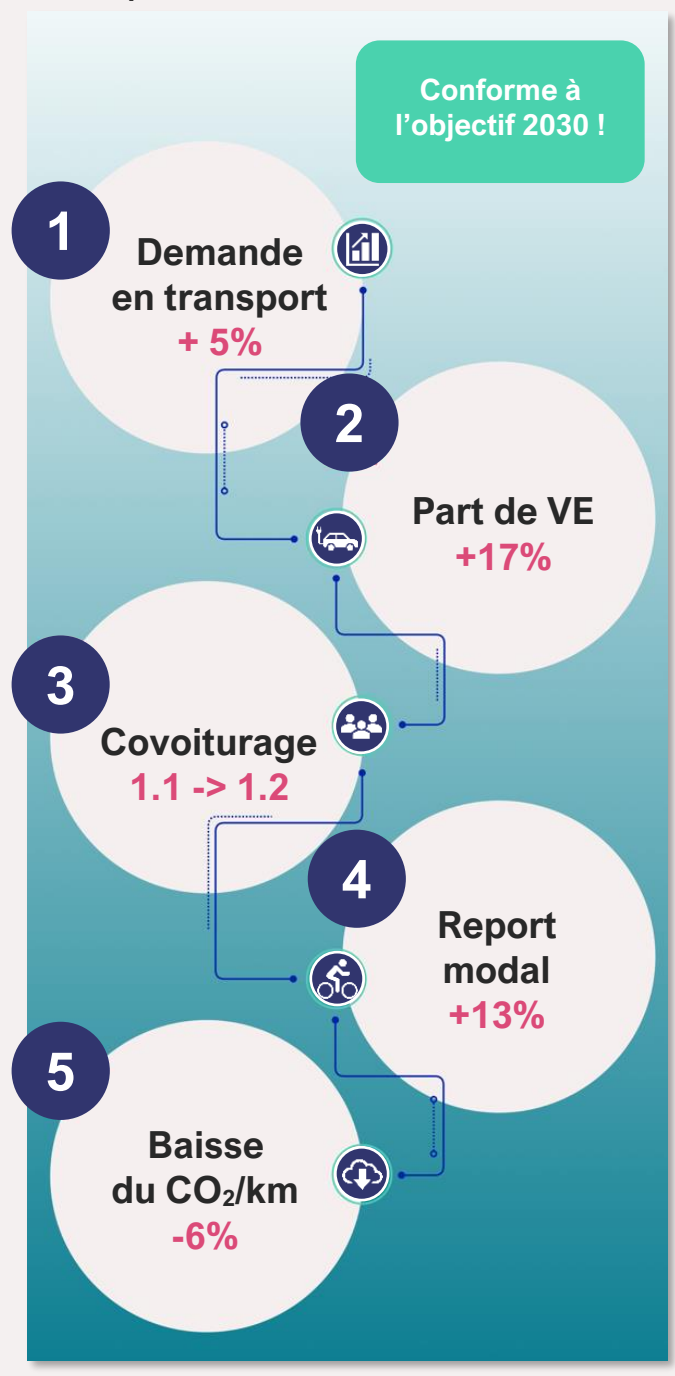 Conforme à
l’objectif 2030 !
1
Demande
en transport
+ 5%
2
Part de VE
+17%
3
Covoiturage
1.1 -> 1.2
4
Report
modal
+13%
5
Baisse
du CO₂/km
-6%